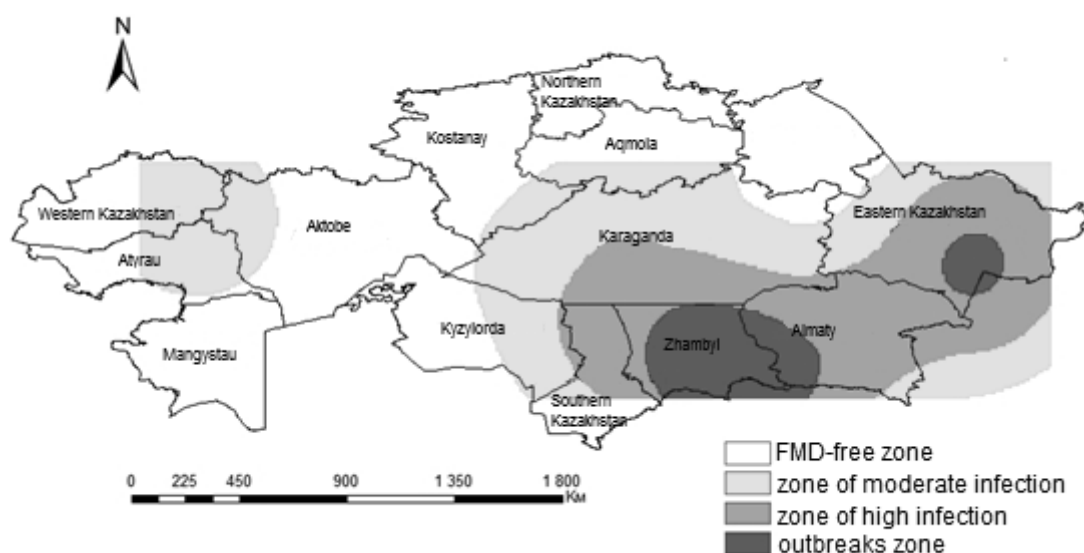 N
Northern
Kazakhstan
Kostanay
Aqmola
Western Kazakhstan
Aktobe
Eastern Kazakhstan
Karaganda
Atyrau
Kyzylorda
Zhambyl
Almaty
Mangystau
Southern
Kazakhstan
0 225 450 900 1 350 1 800
Км
FMD-free zone
zone of moderate infection
zone of high infection
outbreaks zone